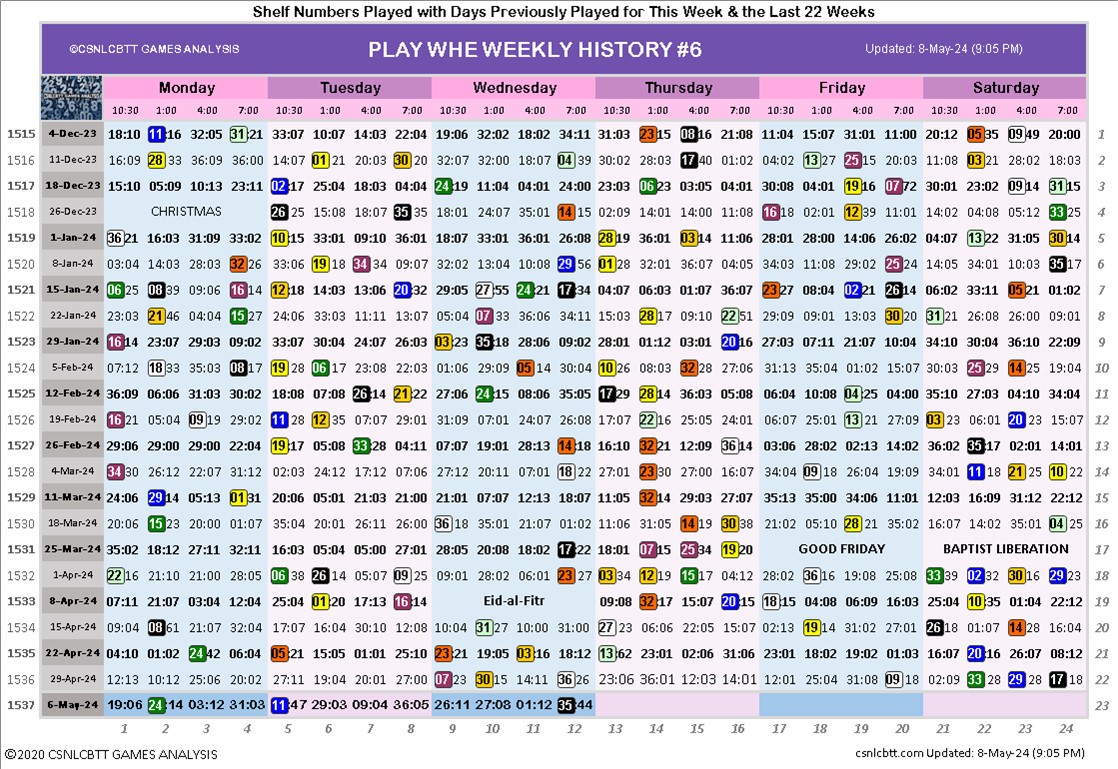 Shelf Numbers Played with Days Previously Played for This Week & the Last 22 Weeks
©CSNLCBTT GAMES ANALYSIS PLAY WHE WEEKLY HISTORY #6 Updated: 8-May-24 (9:05 PM)
Monday Tuesday Wednesday Thursday Friday Saturday
10:30 1:00 4:00 7:00 10:30 1:00 4:00 7:00 10:30 1:00 4:00 7:00 10:30 1:00 4:00 7:00 10:30 1:00 4:00 7:00 10:30 1:00 4:00 7:00
1515 4-Dec-23 18:10 11:16 32:05 31:21 33:07 10:07 14:03 22:04 19:06 32:02 18:02 34:11 31:03 23:15 08:16 21:08 11:04 15:07 31:01 11:00 20:12 05:35 09:49 20:00 1
1516 11-Dec-23 16:09 28:33 36:09 36:00 14:07 01:21 20:03 30:20 32:07 32:00 18:07 04:39 30:02 28:03 15:40 01:02 04:02 13:27 25:15 20:03 11:08 03:21 28:02 18:03 2
1517 18-Dec-23 15:10 05:09 10:13 23:11 02:17 25:04 18:03 04:04 24:19 11:04 04:01 24:00 23:03 06:23 03:05 04:01 30:08 04:01 19:16 07:72 30:01 23:02 09:14 31:15 3
1518 26-Dec-23 CHRISTMAS 26:25 15:08 18:07 35:35 18:01 24:07 35:01 14:15 02:09 14:01 14:00 11:08 17:18 02:01 12:39 11:01 14:02 04:08 05:12 33:25 4
1519 1-Jan-24 36:21 16:03 31:09 33:02 10:15 33:01 09:10 36:01 18:07 33:01 36:01 26:08 28:19 36:01 03:14 11:06 28:01 28:00 14:06 26:02 04:07 13:22 31:05 30:14 5
1520 8-Jan-24 03:04 14:03 28:03 32:26 33:06 19:18 34:34 09:07 32:02 13:04 10:08 29:56 01:28 32:01 36:07 04:05 34:03 11:08 29:02 25:24 14:05 34:01 10:03 35:17 6
1521 15-Jan-24 06:25 08:39 09:06 16:14 12:18 14:03 13:06 20:32 29:05 27:55 24:21 17:34 04:07 06:03 01:07 36:07 23:27 08:04 02:21 26:14 06:02 33:11 05:21 01:02 7
1522 22-Jan-24 23:03 21:46 04:04 15:27 24:06 33:03 11:11 13:07 05:04 07:33 36:06 34:11 15:03 28:17 09:10 22:51 29:09 08:01 13:03 30:20 31:21 26:08 26:00 09:01 8
1523 29-Jan-24 16:14 23:07 29:03 09:02 33:07 30:04 24:07 06:03 03:23 35:18 28:06 09:02 28:01 01:12 03:01 20:16 27:03 07:11 21:07 10:04 34:10 30:04 36:10 22:09 9
1524 5-Feb-24 07:12 18:33 35:03 08:17 19:28 06:17 23:08 22:03 01:06 29:09 05:14 30:04 10:26 08:03 32:28 27:06 31:13 35:04 01:02 15:07 30:03 25:29 14:25 19:04 10
1525 12-Feb-24 36:09 06:06 31:03 30:02 18:08 07:08 26:14 21:22 27:06 24:15 08:06 35:05 17:29 28:14 36:03 05:08 06:04 10:08 04:25 04:00 35:10 27:03 04:10 34:04 11
1526 19-Feb-24 16:21 05:04 09:19 05:02 11:28 12:35 07:07 29:01 31:09 07:01 24:07 26:08 17:07 22:16 25:05 24:01 06:07 25:01 13:21 27:09 03:23 06:01 20:23 15:07 12
1527 26-Feb-24 29:06 29:00 29:00 22:04 19:17 05:08 33:28 04:11 07:07 19:01 28:13 14:18 16:10 32:21 12:09 36:14 03:06 28:02 02:13 14:02 36:02 35:17 02:01 14:01 13
1528 4-Mar-24 34:30 26:12 22:07 31:12 02:03 24:12 17:12 07:06 27:12 20:11 07:01 18:22 27:01 23:30 27:00 16:07 34:04 09:18 26:04 19:09 34:01 11:18 21:25 10:22 14
1529 11-Mar-24 24:06 29:14 05:13 01:31 20:06 05:01 21:03 21:00 21:01 07:07 12:13 18:07 11:05 32:14 29:03 27:07 35:13 35:00 34:06 11:01 12:03 16:09 31:12 22:12 15
1530 18-Mar-24 20:06 15:23 20:00 01:07 35:04 20:01 26:11 26:00 36:18 35:01 21:07 01:02 11:06 31:05 14:19 30:38 21:02 05:10 28:21 05:02 16:07 14:02 35:01 04:25 16
1531 25-Mar-24 35:02 18:12 27:11 32:11 16:03 05:04 05:00 16:01 28:05 20:08 18:02 17:22 18:01 07:15 25:34 19:20 GOOD FRIDAY BAPTIST LIBERATION 17
1532 1-Apr-24 22:16 21:10 21:00 28:05 06:38 26:14 05:07 09:25 09:01 28:02 06:01 23:27 03:34 12:19 15:17 04:12 28:02 36:16 19:08 25:08 33:39 02:32 30:16 29:23 18
1533 8-Apr-24 07:11 21:07 03:04 12:04 25:04 01:20 17:13 16:14 Eid-al-Fitr 09:08 32:17 15:07 20:15 18:15 04:08 06:09 16:03 25:04 10:35 01:04 22:12 19
1534 15-Apr-24 09:04 08:61 21:07 32:04 17:07 16:04 30:10 12:08 10:04 31:27 10:00 31:00 27:23 06:06 22:05 15:07 02:13 19:14 31:02 27:01 26:18 01:07 14:28 16:04 20
1535 22-Apr-24 04:10 01:02 24:42 06:04 05:21 15:05 01:01 25:10 23:21 19:05 03:16 18:12 13:62 23:01 02:06 31:06 23:01 18:02 19:02 01:03 16:07 20:16 26:07 08:12 21
1536 29-Apr-24 12:13 10:12 25:06 20:02 27:11 19:04 20:01 27:00 07:23 30:15 14:11 36:26 23:06 36:01 12:03 14:01 12:01 25:04 31:08 09:18 02:09 33:28 29:28 17:18 22
1537 6-May-24 19:06 24:14 03:12 31:03 11:47 29:03 09:04 36:05 26:11 27:08 01:12 35:44 23
1 2 3 4 5 6 7 8 9 10 11 12 13 14 15 16 17 18 19 20 21 22 23 24
©2020 CSNLCBTT GAMES ANALYSIS csnlcbtt.com Updated: 8-May-24 (9:05 PM)